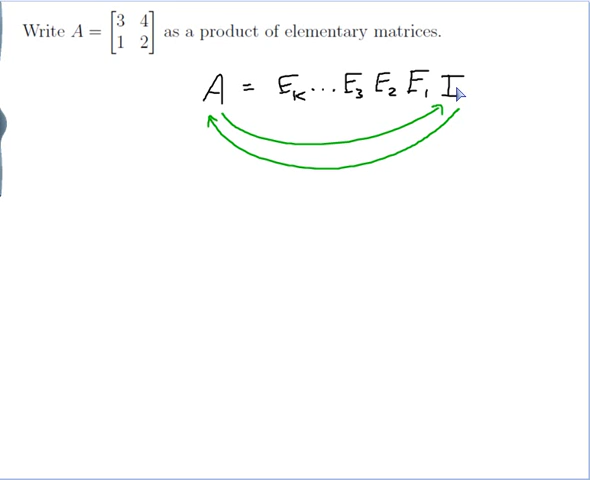 Write A = [3 4
1 2] as a product of elementary matrices.
A = E_K ... E_3 E_2 E_1 I